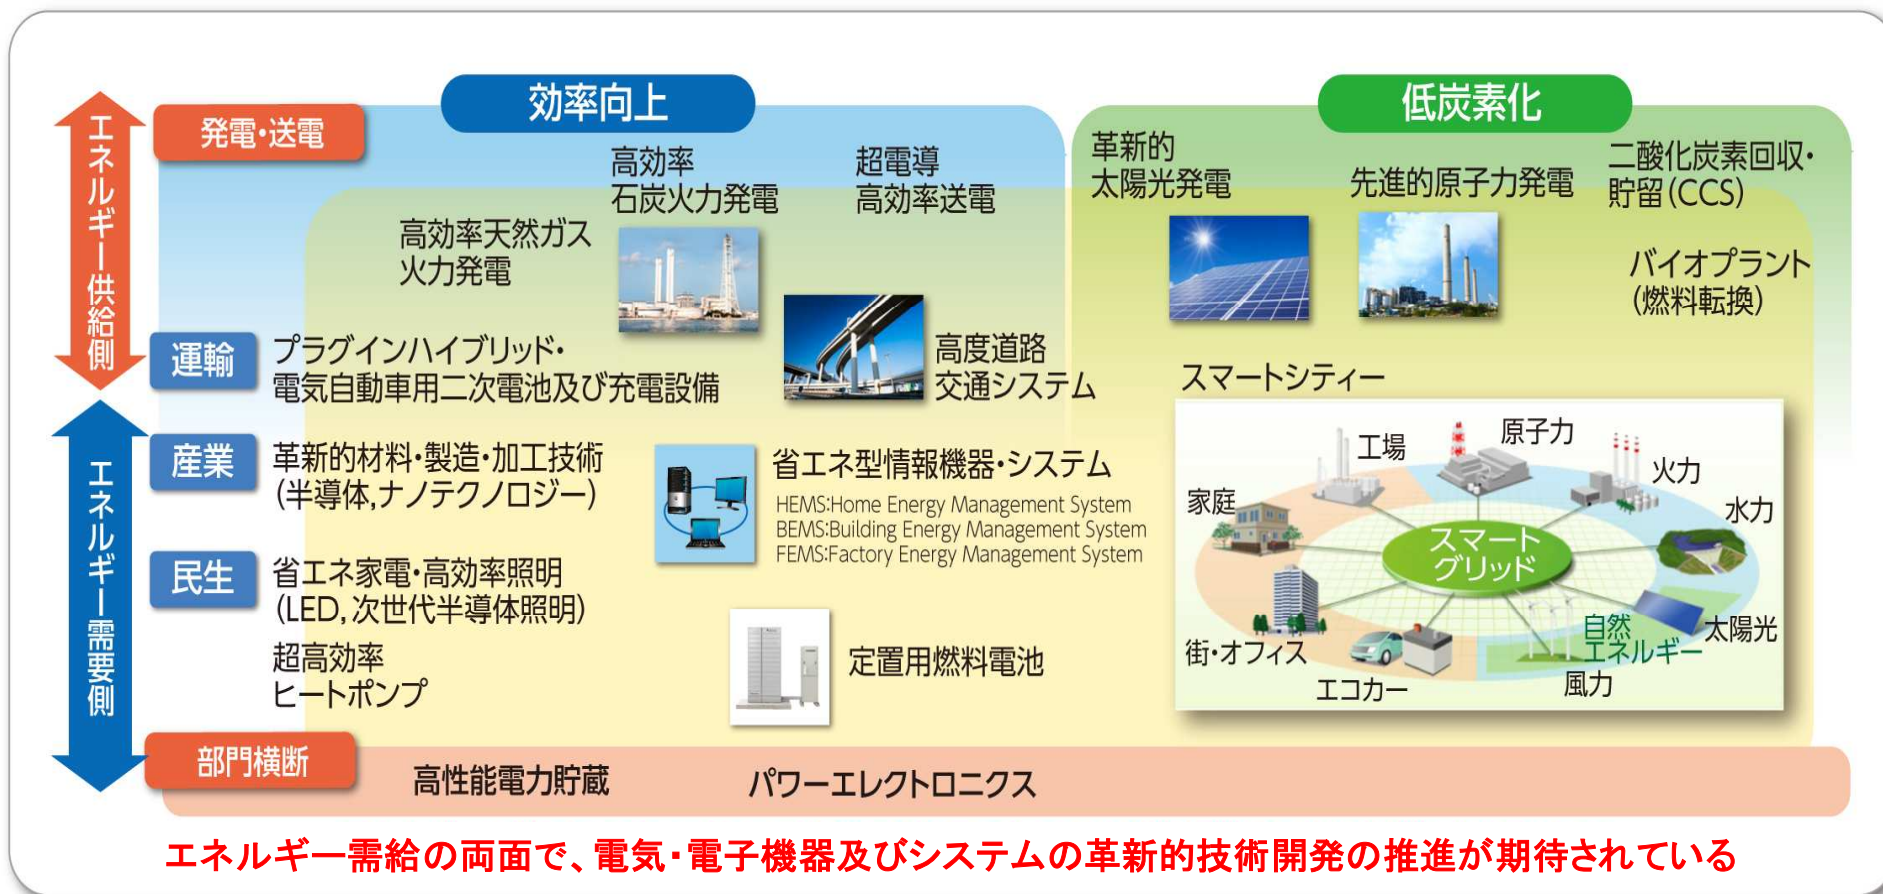 効率向上
低炭素化
エネルギー供給側
発電・送電
高効率
石炭火力発電
超電導
高効率送電
高効率天然ガス
火力発電
革新的
太陽光発電
先進的原子力発電
二酸化炭素回収・
貯留(CCS)
バイオプラント
(燃料転換)
運輸
プラグインハイブリッド・
電気自動車用二次電池及び充電設備
高度道路
交通システム
エネルギー需要側
産業
革新的材料・製造・加工技術
(半導体,ナノテクノロジー)
省エネ型情報機器・システム
HEMS:Home Energy Management System
BEMS:Building Energy Management System
FEMS:Factory Energy Management System
民生
省エネ家電・高効率照明
(LED,次世代半導体照明)
超高効率
ヒートポンプ
定置用燃料電池
スマートシティー
工場
原子力
火力
家庭
水力
スマート
グリッド
街・オフィス
エコカー
自然
エネルギー
太陽光
風力
部門横断
高性能電力貯蔵
パワーエレクトロニクス
エネルギー需給の両面で、電気・電子機器及びシステムの革新的技術開発の推進が期待されている